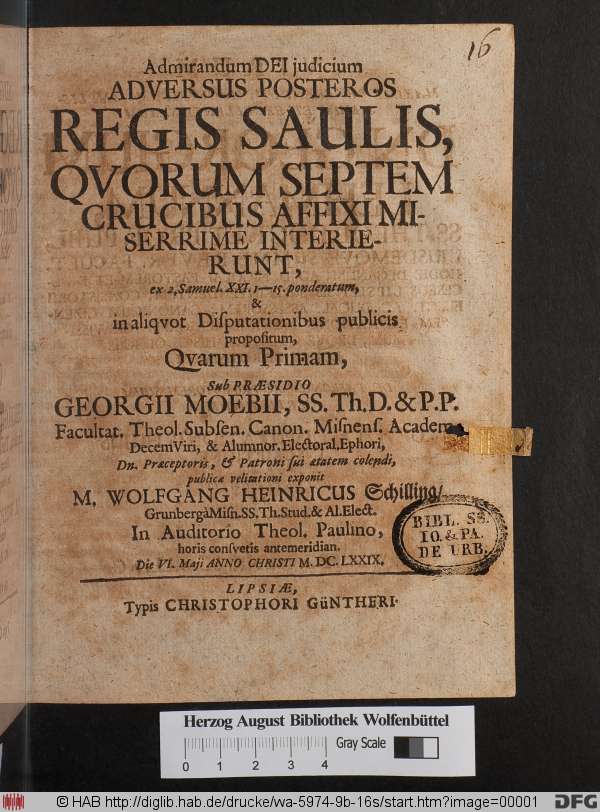 16
Admirandum DEI judicium
ADVERSUS POSTEROS
REGIS SAULIS,
QVORUM SEPTEM
CRUCIBUS AFFIXI MI-
SERRIME INTERIE-
RUNT,
ex 2, Samuel. XXI. 1—15. ponderatum,
&
in aliqvot Disputationibus publicis
propositum,
Qvarum Primam,
Sub PRÆSIDIO
GEORGII MOEBII, SS. Th. D. & P. P.
Facultat. Theol. Subsen. Canon. Misnens. Academ.
DecemViri, & Alumnor. Electoral. Ephori,
Dn. Præceptoris, & Patroni sui ætatem colendi,
publicæ velitationi exponit
M. WOLFGANG HEINRICUS Schilling/
Grunbergà Misn. SS. Th. Stud. & Al. Elect.
In Auditorio Theol. Paulino,
horis consvetis antemeridian.
Die VI. Maji ANNO CHRISTI M. DC. LXXIX.
BIBL. SS.
IO. & PA.
DE URB.
LIPSIÆ,
Typis CHRISTOPHORI GüNTHERI.
Herzog August Bibliothek Wolfenbüttel
0 1 2 3 4 Gray Scale
© HAB http://diglib.hab.de/drucke/wa-5974-9b-16s/start.htm?image=00001
DFG